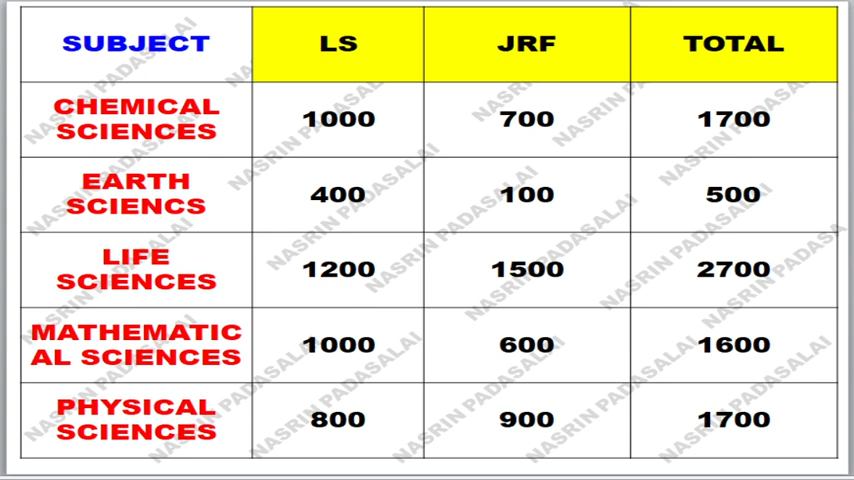 SUBJECT LS JRF TOTAL
CHEMICAL
SCIENCES 1000 700 1700
EARTH
SCIENCS 400 100 500
LIFE
SCIENCES 1200 1500 2700
MATHEMATIC
AL SCIENCES 1000 600 1600
PHYSICAL
SCIENCES 800 900 1700
NASRIN PADASALAI